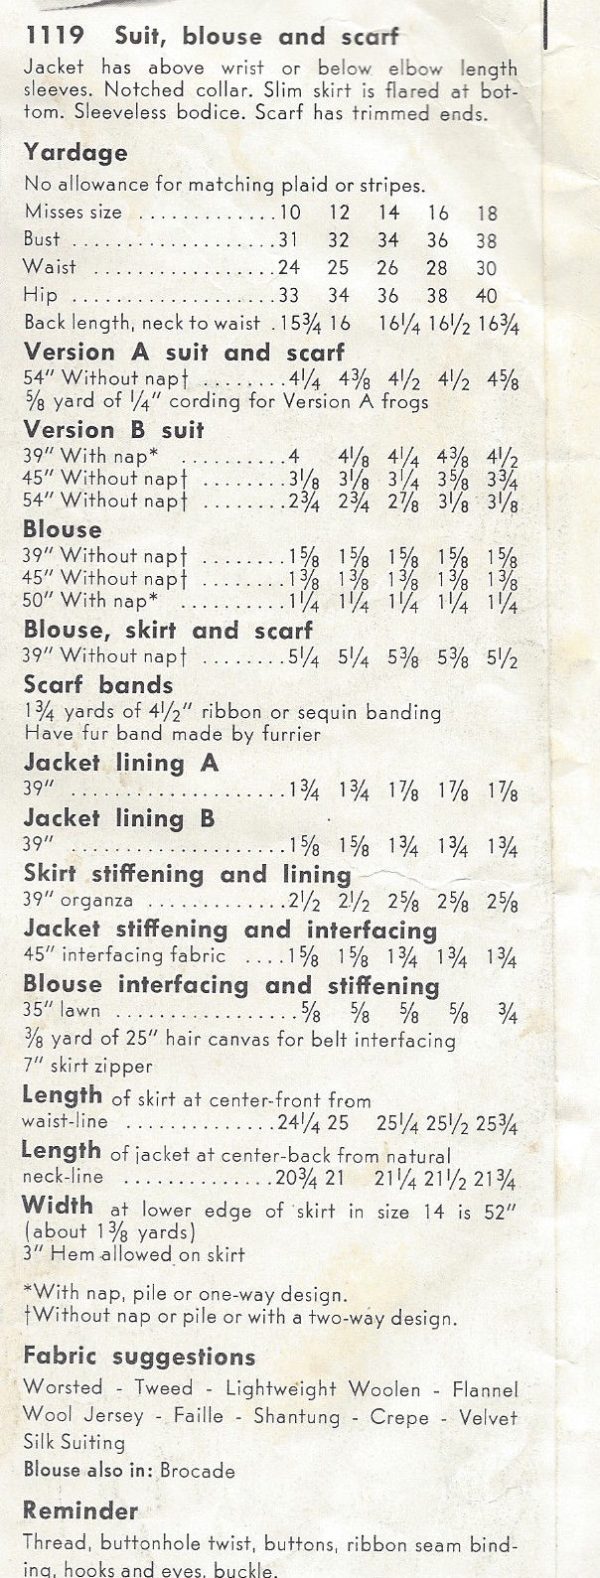 1119 Suit, blouse and scarf
Jacket has above wrist or below elbow length
sleeves. Notched collar. Slim skirt is flared at bot-
tom. Sleeveless bodice. Scarf has trimmed ends.
Yardage
No allowance for matching plaid or stripes.
Misses size .............10 12 14 16 18
Bust ...................31 32 34 36 38
Waist .................24 25 26 28 30
Hip ...................33 34 36 38 40
Back length, neck to waist .15¾ 16 16¼ 16½ 16¾
Version A suit and scarf
54" Without nap† ........4¼ 4⅜ 4½ 4½ 4⅝
⅝ yard of ¼" cording for Version A frogs
Version B suit
39" With nap* ..........4 4⅛ 4¼ 4⅜ 4½
45" Without nap† ........3⅛ 3⅛ 3¼ 3⅝ 3¾
54" Without nap† ........2¾ 2¾ 2⅞ 3⅛ 3⅛
Blouse
39" Without nap† ........1⅝ 1⅝ 1⅝ 1⅝ 1⅝
45" Without nap† ........1⅜ 1⅜ 1⅜ 1⅜ 1⅜
50" With nap* ..........1¼ 1¼ 1¼ 1¼ 1¼
Blouse, skirt and scarf
39" Without nap† ........5¼ 5¼ 5⅜ 5⅜ 5½
Scarf bands
1¾ yards of 4½" ribbon or sequin banding
Have fur band made by furrier
Jacket lining A
39" ....................1¾ 1¾ 1⅞ 1⅞ 1⅞
Jacket lining B
39" ....................1⅝ 1⅝ 1¾ 1¾ 1¾
Skirt stiffening and lining
39" organza .............2½ 2½ 2⅝ 2⅝ 2⅝
Jacket stiffening and interfacing
45" interfacing fabric ....1⅝ 1⅝ 1¾ 1¾ 1¾
Blouse interfacing and stiffening
35" lawn ................⅝ ⅝ ⅝ ⅝ ¾
⅜ yard of 25" hair canvas for belt interfacing
7" skirt zipper
Length of skirt at center-front from
waist-line ..............24¼ 25 25¼ 25½ 25¾
Length of jacket at center-back from natural
neck-line ..............20¾ 21 21¼ 21½ 21¾
Width at lower edge of skirt in size 14 is 52"
(about 1⅜ yards)
3" Hem allowed on skirt
*With nap, pile or one-way design.
†Without nap or pile or with a two-way design.
Fabric suggestions
Worsted - Tweed - Lightweight Woolen - Flannel
Wool Jersey - Faille - Shantung - Crepe - Velvet
Silk Suiting
Blouse also in: Brocade
Reminder
Thread, buttonhole twist, buttons, ribbon seam bind-
ing, hooks and eyes, buckle.